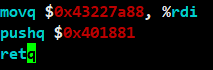 movq $0x43227a88, %rdi
pushq $0x401881
retq